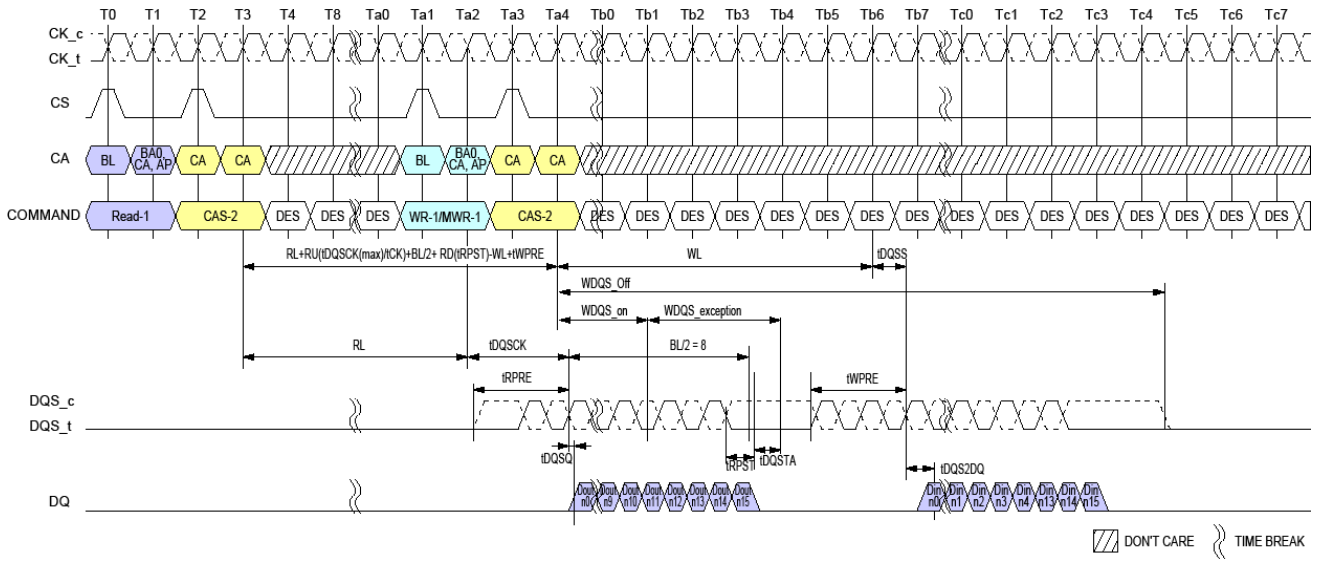 T0 T1 T2 T3 T4 T8 Ta0 Ta1 Ta2 Ta3 Ta4 Tb0 Tb1 Tb2 Tb3 Tb4 Tb5 Tb6 Tb7 Tc0 Tc1 Tc2 Tc3 Tc4 Tc5 Tc6 Tc7
CK_c
CK_t
CS
CA BL BA0, CA, AP CA CA BL BA0, CA, AP CA CA
COMMAND Read-1 CAS-2 DES DES DES WR-1/MWR-1 CAS-2 DES DES DES DES DES DES DES DES DES DES DES DES DES DES DES DES
RL+RU(tDQSCK(max)/tCK)+BL/2+ RD(tRPST)-WL+tWPRE WL tDQSS
WDQS_Off
WDQS_on WDQS_exception
RL tDQSCK BL/2 = 8
tRPRE tWPRE
DQS_c
DQS_t
tDQSQ tRPST tDQSTA tDQS2DQ
DQ Dout n0 Dout n9 Dout n10 Dout n11 Dout n12 Dout n13 Dout n14 Dout n15 Din n0 Din n1 Din n2 Din n3 Din n4 Din n13 Din n14 Din n15
DON'T CARE TIME BREAK